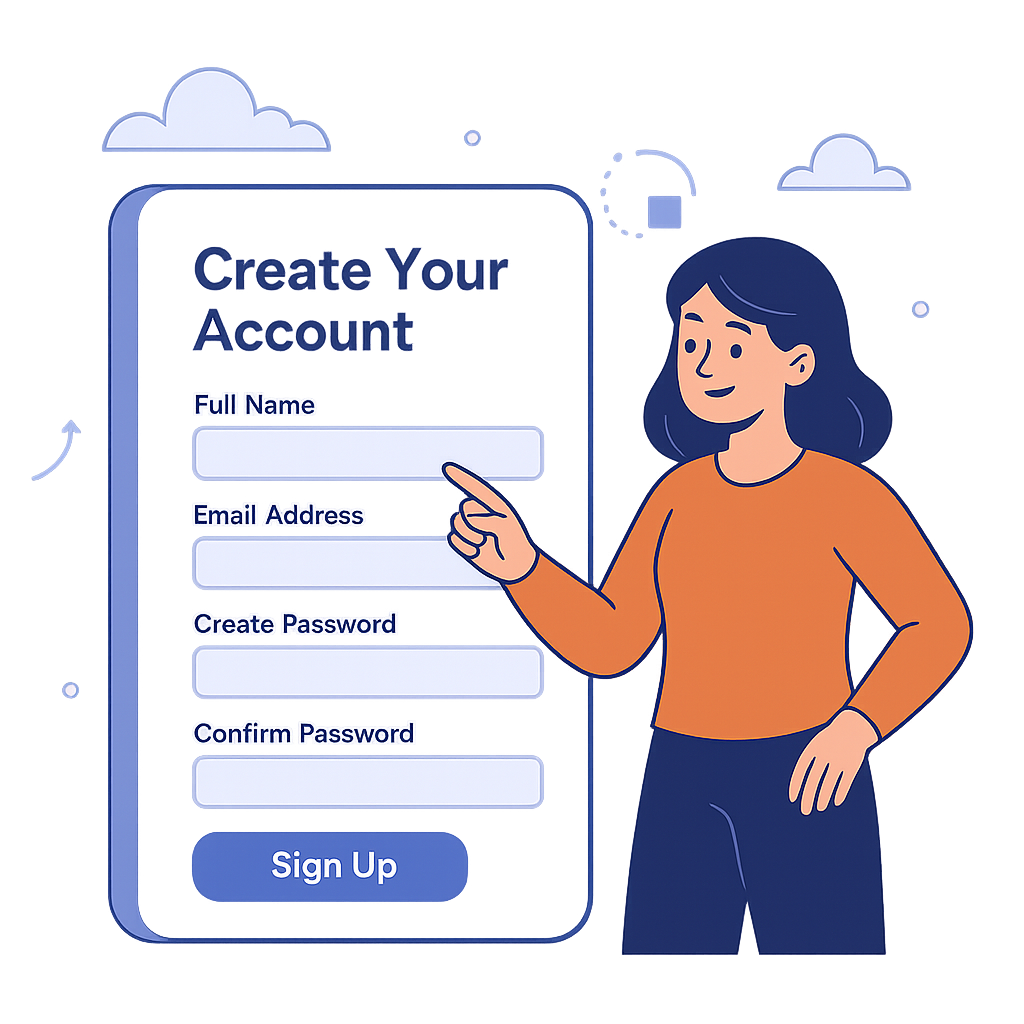 Create Your
Account
Full Name
Email Address
Create Password
Confirm Password
Sign Up